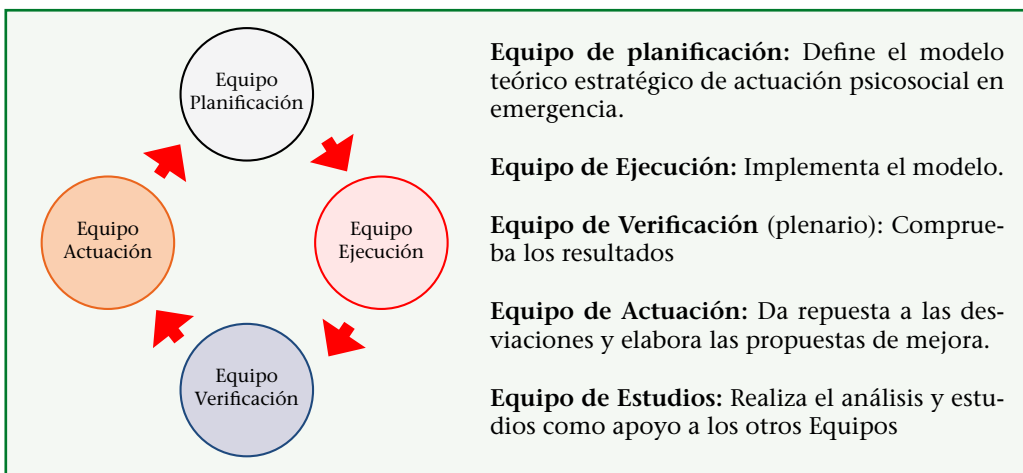 Equipo
Planificación
Equipo
Actuación
Equipo
Ejecución
Equipo
Verificación
Equipo de planificación: Define el modelo
teórico estratégico de actuación psicosocial en
emergencia.
Equipo de Ejecución: Implementa el modelo.
Equipo de Verificación (plenario): Comprue-
ba los resultados
Equipo de Actuación: Da repuesta a las des-
viaciones y elabora las propuestas de mejora.
Equipo de Estudios: Realiza el análisis y estu-
dios como apoyo a los otros Equipos